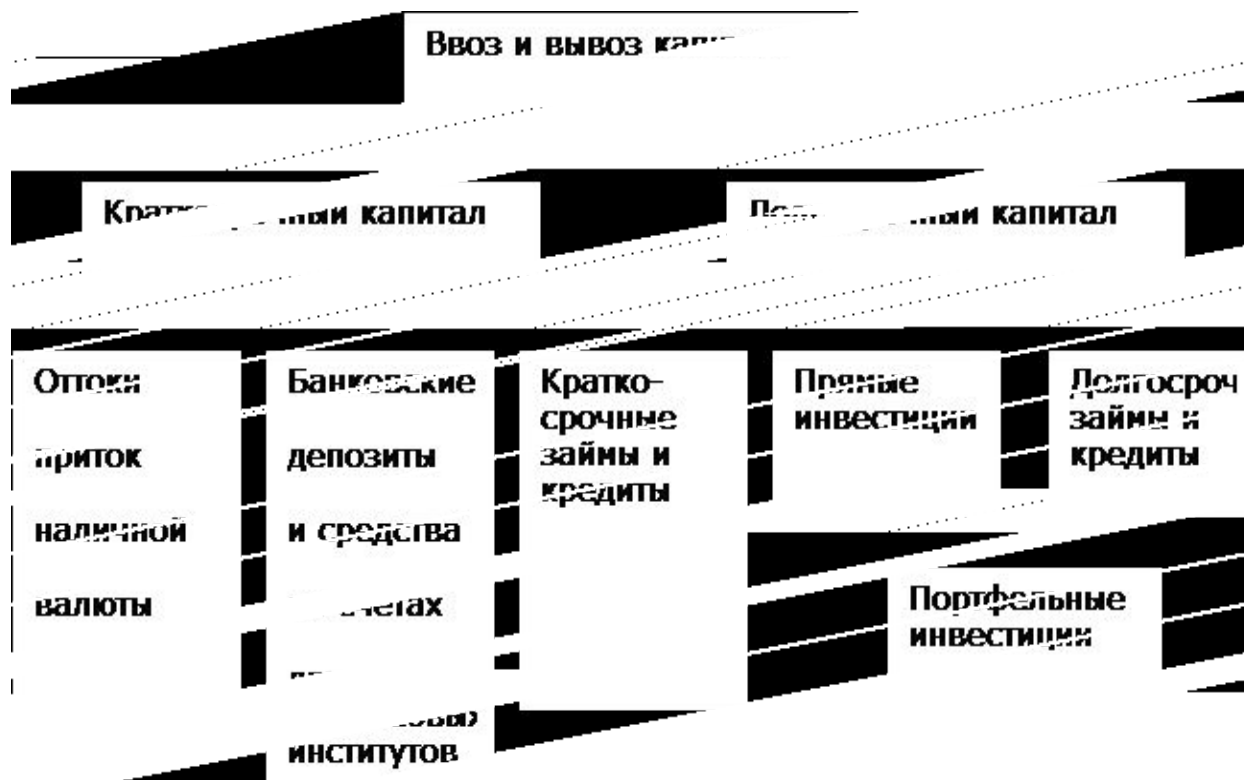 Ввоз и вывоз
капитал
капитал
Оттоки
приток
наличной
валюты
Банковские
депозиты
и средства
институтов
Кратко-
срочные
займы и
кредиты
Прямые
инвестиции
Долгосроч
займы и
кредиты
Портфельные
инвестиции